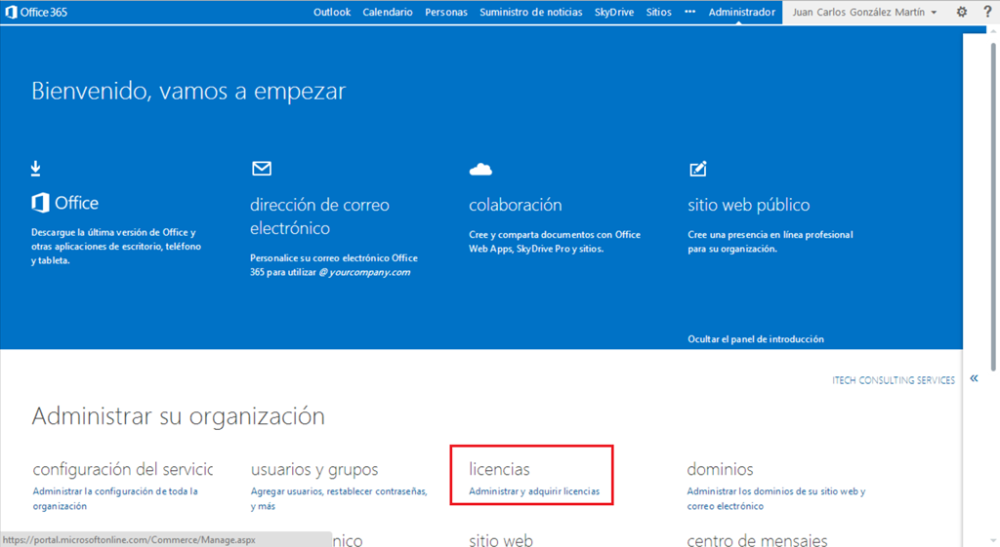 Office 365
Outlook Calendario Personas Suministro de noticias SkyDrive Sitios ••• Administrador Juan Carlos González Martín ?
Bienvenido, vamos a empezar
Office
Descargue la última versión de Office y
otras aplicaciones de escritorio, teléfono
y tableta.
dirección de correo
electrónico
Personalice su correo electrónico Office
365 para utilizar @ yourcompany.com
colaboración
Cree y comparta documentos con Office
Web Apps, SkyDrive Pro y sitios.
sitio web público
Cree una presencia en línea profesional
para su organización.
Ocultar el panel de introducción
ITECH CONSULTING SERVICES
«
Administrar su organización
configuración del servicic
Administrar la configuración de toda la
organización
usuarios y grupos
Agregar usuarios, restablecer contraseñas,
y más
licencias
Administrar y adquirir licencias
dominios
Administrar los dominios de su sitio web y
correo electrónico
https://portal.microsoftonline.com/Commerce/Manage.aspx
nico
sitio web
centro de mensajes